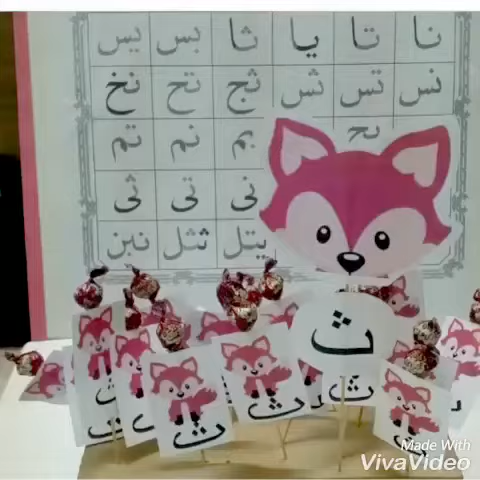 نا تا يا ثا بس يس
نس تس ثس ثج تح نخ
نم تم
نى تى ثى
يتل نبن
ث
ث
ث
ث
ث
Made With
VivaVideo